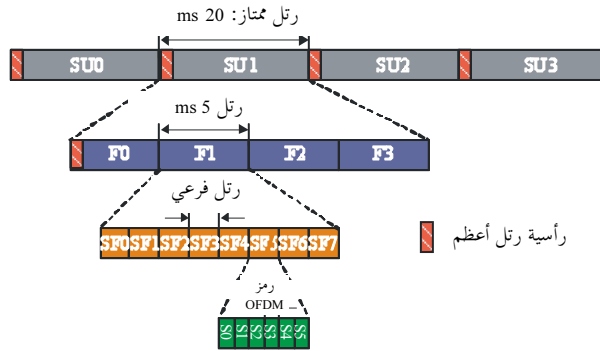 رتل ممتاز: 20 ms
SU0 SU1 SU2 SU3
رتل 5 ms
F0 F1 F2 F3
رتل فرعي
SF0 SF1 SF2 SF3 SF4 SF5 SF6 SF7
رأسية رتل أعظم
رمز
OFDM
S0 S1 S2 S3 S4 S5